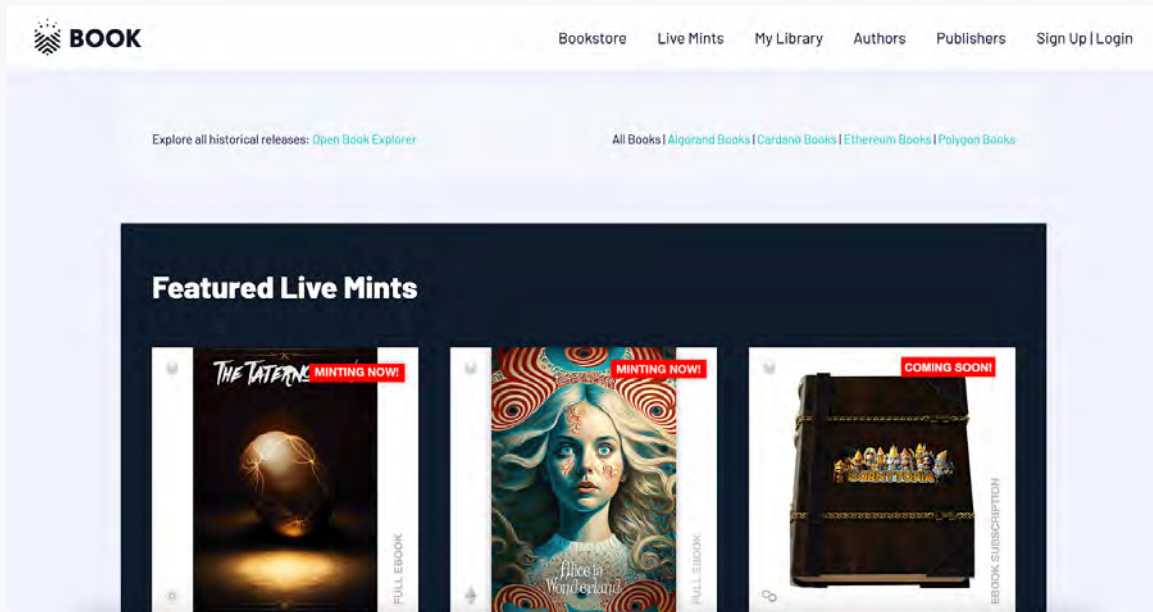 BOOK
Bookstore Live Mints My Library Authors Publishers Sign Up | Login
Explore all historical releases: Open Book Explorer
All Books | Algorand Books | Cardano Books | Ethereum Books | Polygon Books
Featured Live Mints
THE
MINTING NOW!
FULL EBOOK
MINTING NOW!
Alice in
Wonderland
FULL EBOOK
COMING SOON!
EBOOK SUBSCRIPTION